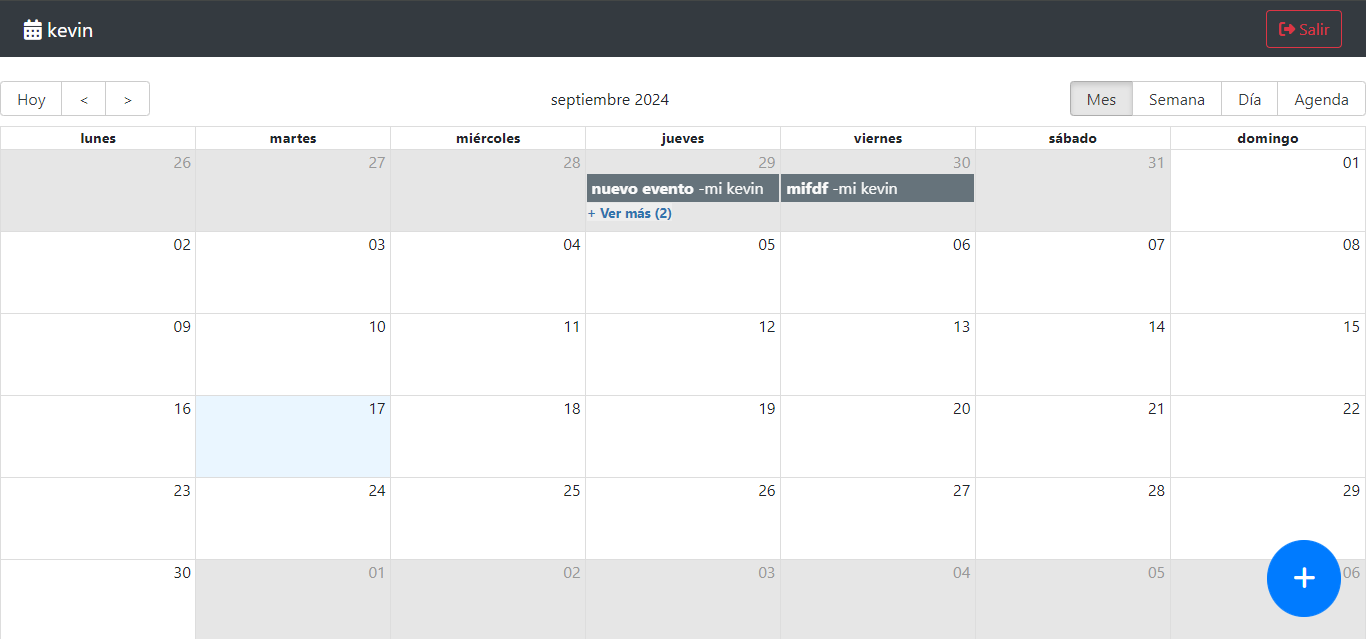 kevin Salir
Hoy < > septiembre 2024 Mes Semana Día Agenda
lunes martes miércoles jueves viernes sábado domingo
26 27 28 29 30 31 01
nuevo evento -mi kevin mifdf -mi kevin
+ Ver más (2)
02 03 04 05 06 07 08
09 10 11 12 13 14 15
16 17 18 19 20 21 22
23 24 25 26 27 28 29
30 01 02 03 04 05 06
+